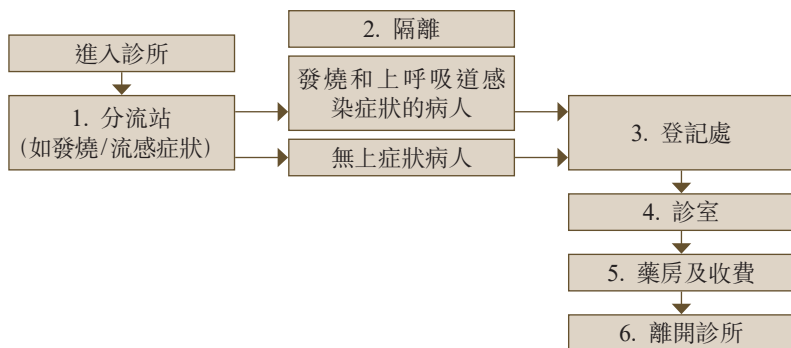 進入診所
1. 分流站
(如發燒/流感症狀)
2. 隔離
發燒和上呼吸道感
染症狀的病人
無上症狀病人
3. 登記處
4. 診室
5. 藥房及收費
6. 離開診所